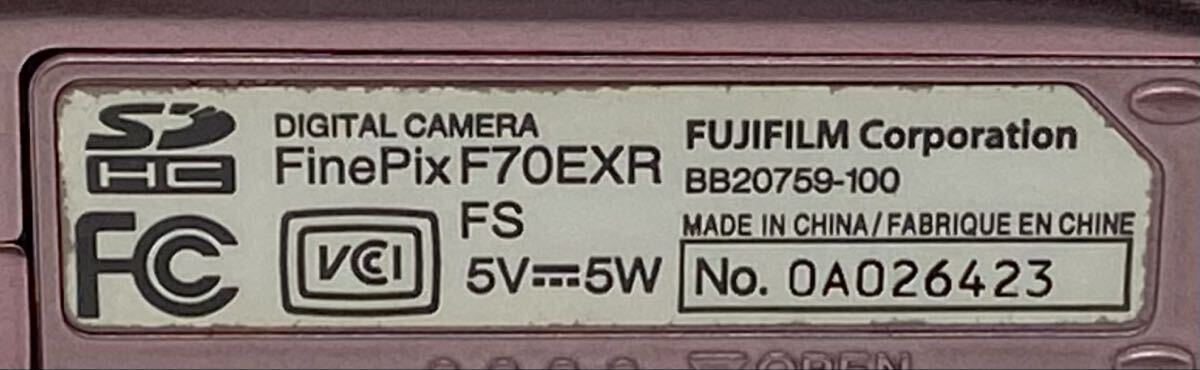 SD
HC
FC
VCCI
DIGITAL CAMERA
FinePix F70EXR
FS
5V⎓5W
FUJIFILM Corporation
BB20759-100
MADE IN CHINA/FABRIQUE EN CHINE
No. 0A026423
OPEN